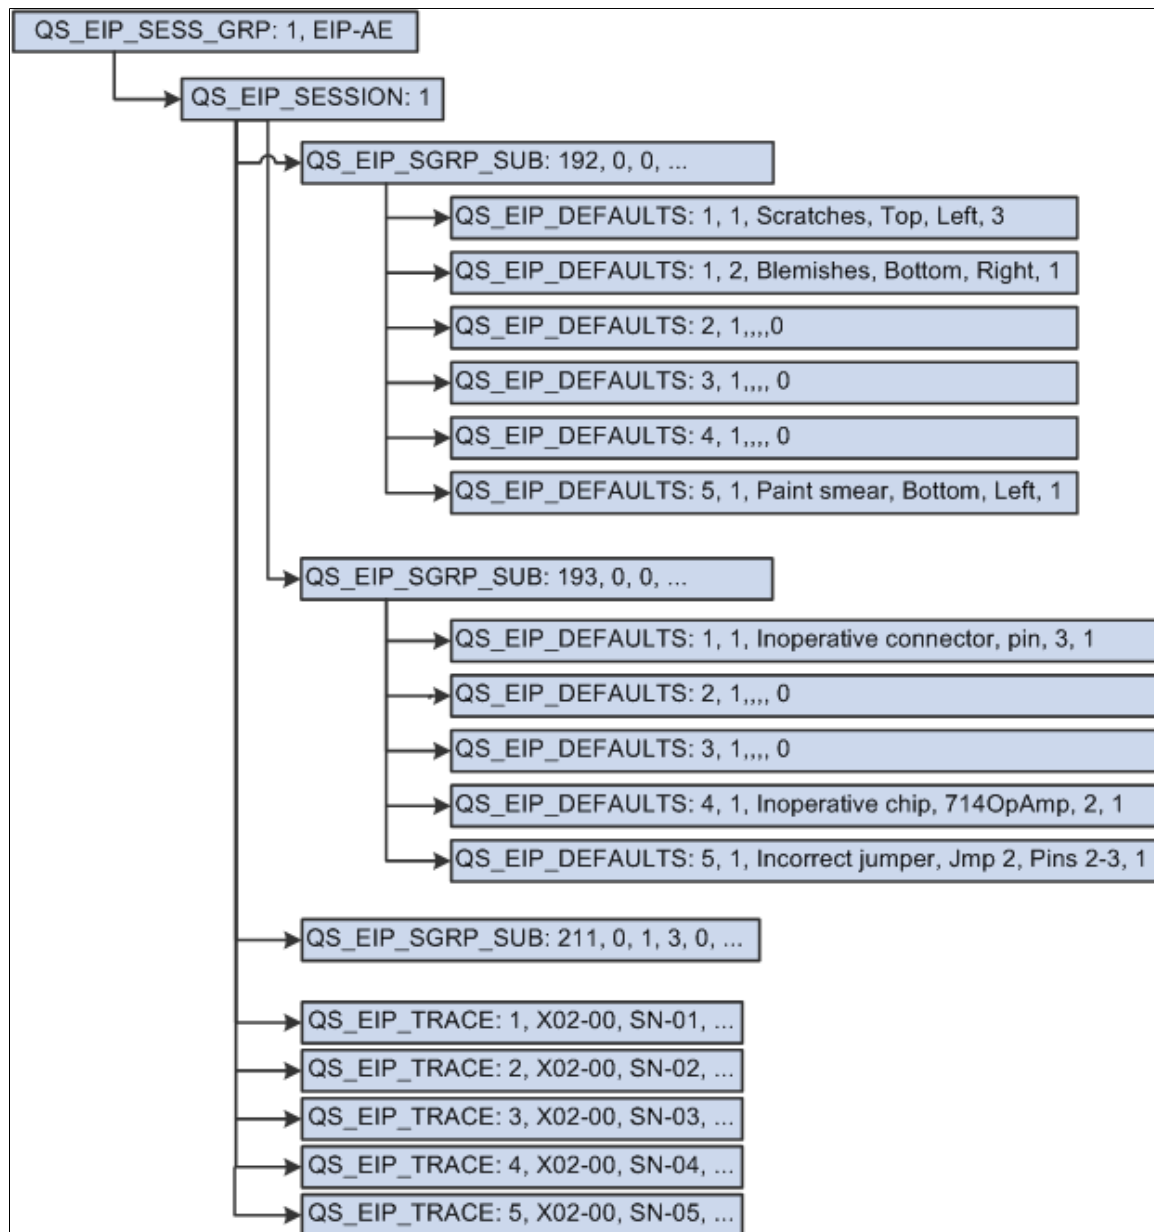 QS_EIP_SESS_GRP: 1, EIP-AE
QS_EIP_SESSION: 1
QS_EIP_SGRP_SUB: 192, 0, 0, ...
QS_EIP_DEFAULTS: 1, 1, Scratches, Top, Left, 3
QS_EIP_DEFAULTS: 1, 2, Blemishes, Bottom, Right, 1
QS_EIP_DEFAULTS: 2, 1,,,,0
QS_EIP_DEFAULTS: 3, 1,,,, 0
QS_EIP_DEFAULTS: 4, 1,,,, 0
QS_EIP_DEFAULTS: 5, 1, Paint smear, Bottom, Left, 1
QS_EIP_SGRP_SUB: 193, 0, 0, ...
QS_EIP_DEFAULTS: 1, 1, Inoperative connector, pin, 3, 1
QS_EIP_DEFAULTS: 2, 1,,,, 0
QS_EIP_DEFAULTS: 3, 1,,,, 0
QS_EIP_DEFAULTS: 4, 1, Inoperative chip, 714OpAmp, 2, 1
QS_EIP_DEFAULTS: 5, 1, Incorrect jumper, Jmp 2, Pins 2-3, 1
QS_EIP_SGRP_SUB: 211, 0, 1, 3, 0, ...
QS_EIP_TRACE: 1, X02-00, SN-01, ...
QS_EIP_TRACE: 2, X02-00, SN-02, ...
QS_EIP_TRACE: 3, X02-00, SN-03, ...
QS_EIP_TRACE: 4, X02-00, SN-04, ...
QS_EIP_TRACE: 5, X02-00, SN-05, ...